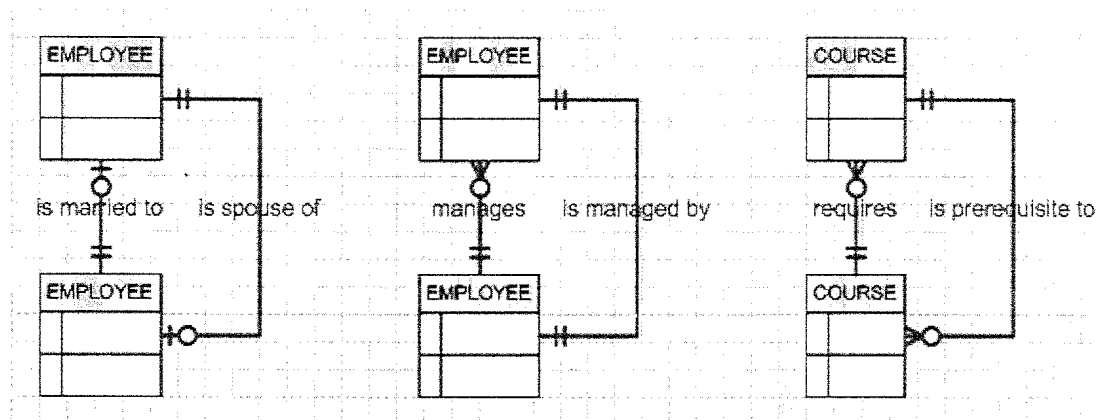 EMPLOYEE
EMPLOYEE
COURSE
is married to
is spouse of
manages
is managed by
requires
is prerequisite to
EMPLOYEE
EMPLOYEE
COURSE